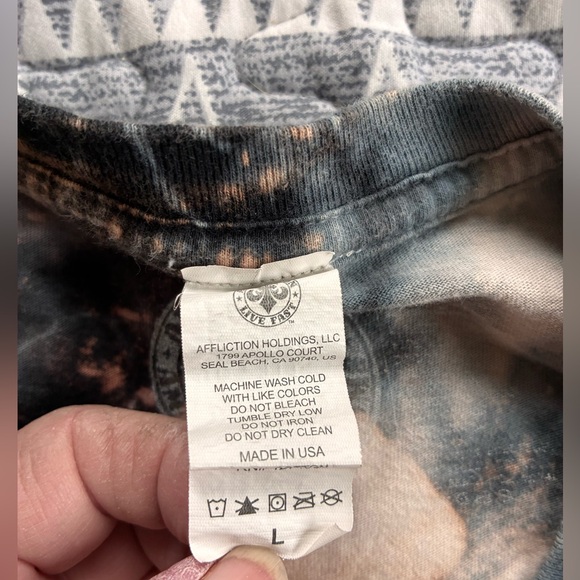 LIVE FAST™
AFFLICTION HOLDINGS, LLC
1799 APOLLO COURT
SEAL BEACH, CA 90740, US
MACHINE WASH COLD
WITH LIKE COLORS
DO NOT BLEACH
TUMBLE DRY LOW
DO NOT IRON
DO NOT DRY CLEAN
MADE IN USA
L